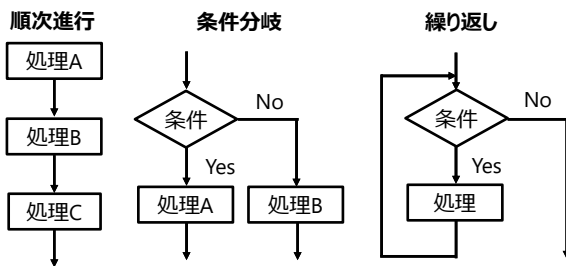 順次進行
処理A
処理B
処理C
条件分岐
条件
No
Yes
処理A
処理B
繰り返し
条件
No
Yes
処理